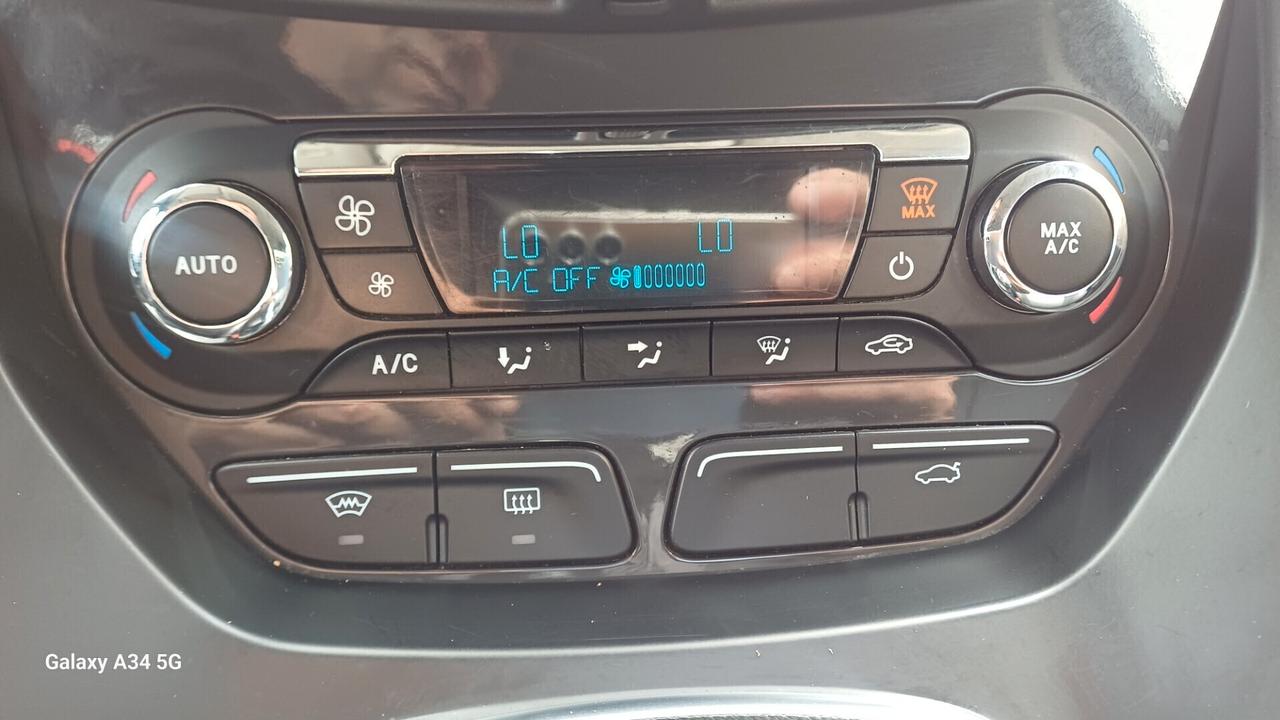 AUTO
LO LO
A/C OFF
MAX
MAX
A/C
A/C
Galaxy A34 5G